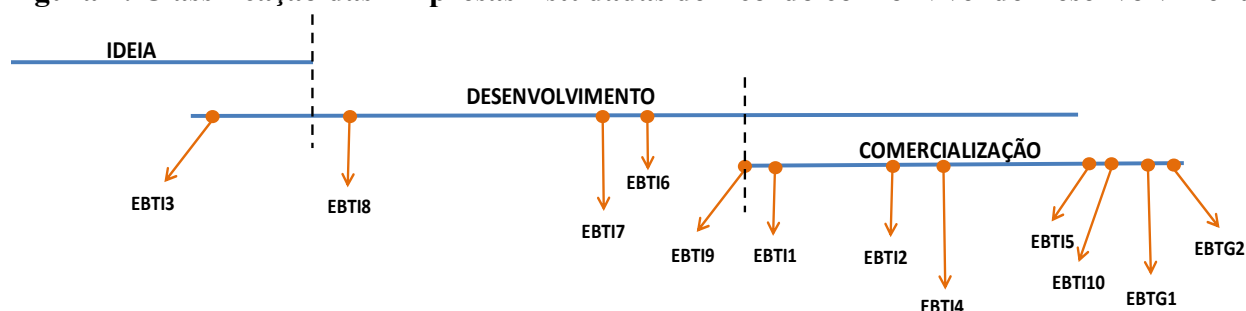 IDEIA
DESENVOLVIMENTO
COMERCIALIZAÇÃO
EBTI3
EBTI8
EBTI7
EBTI6
EBTI9
EBTI1
EBTI2
EBTI4
EBTI5
EBTI10
EBTG1
EBTG2